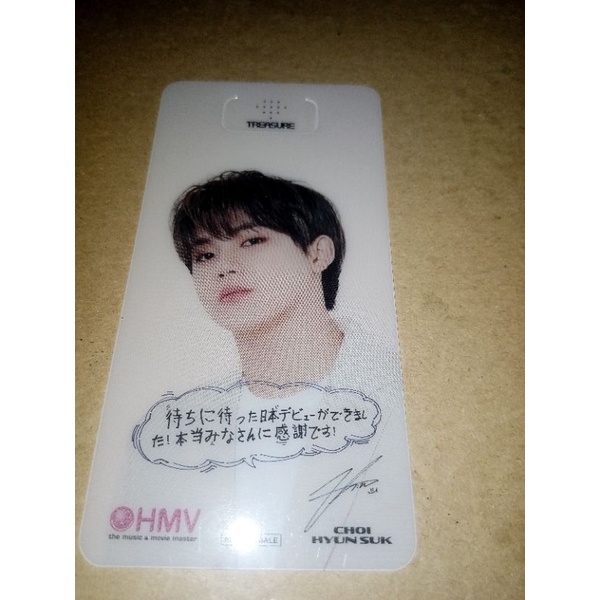 TREASURE
待ちに待った日本デビューができまし
た!本当みなさんに感謝です!
HMV
the music & movie master
CHOI
HYUN SUK